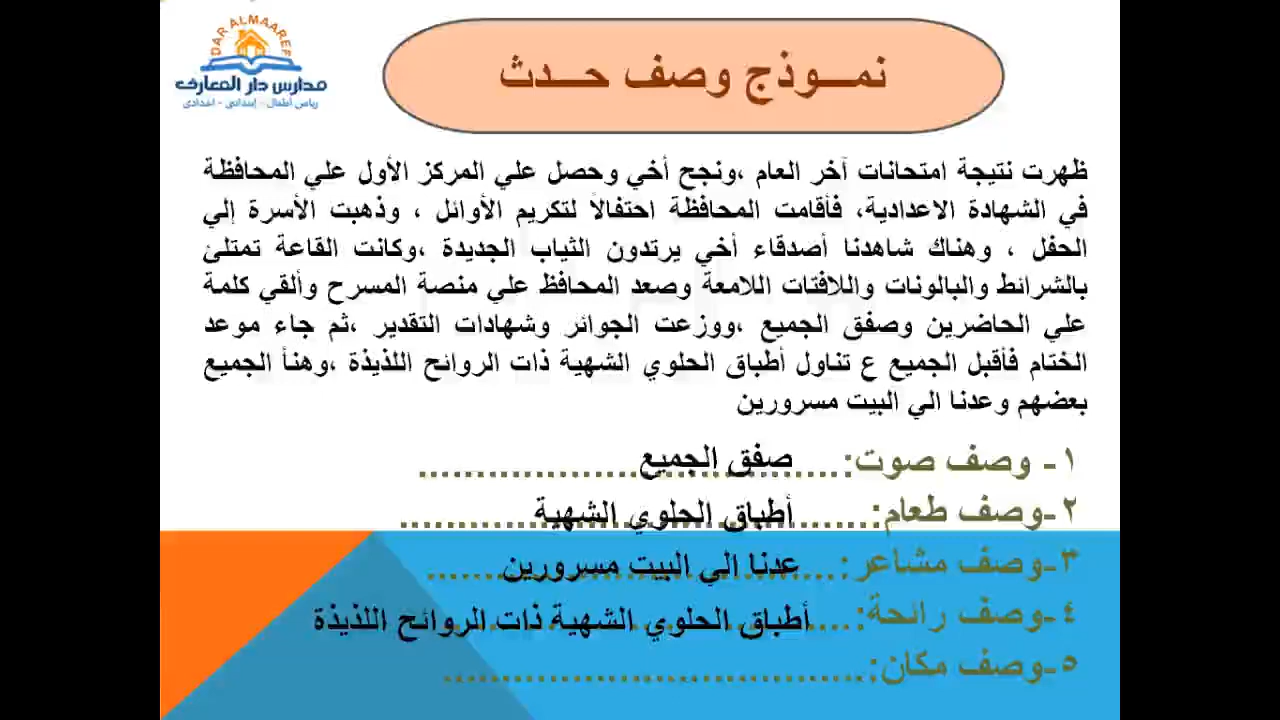 DAR ALMAAREF
مدارس دار المعارف
رياض أطفال - إبتدائى - اعدادى
نمـــوذج وصف حـــدث
ظهرت نتيجة امتحانات آخر العام ،ونجح أخي وحصل علي المركز الأول علي المحافظة
في الشهادة الاعدادية، فأقامت المحافظة احتفالاً لتكريم الأوائل ، وذهبت الأسرة إلي
الحفل ، وهناك شاهدنا أصدقاء أخي يرتدون الثياب الجديدة ،وكانت القاعة تمتلئ
بالشرائط والبالونات واللافتات اللامعة وصعد المحافظ علي منصة المسرح وألقي كلمة
علي الحاضرين وصفق الجميع ،ووزعت الجوائز وشهادات التقدير ،ثم جاء موعد
الختام فأقبل الجميع ع تناول أطباق الحلوي الشهية ذات الروائح اللذيذة ،وهنأ الجميع
بعضهم وعدنا الي البيت مسرورين
١- وصف صوت: صفق الجميع
٢-وصف طعام: أطباق الحلوي الشهية
٣-وصف مشاعر: عدنا الي البيت مسرورين
٤-وصف رائحة: أطباق الحلوي الشهية ذات الروائح اللذيذة
٥-وصف مكان:....................................